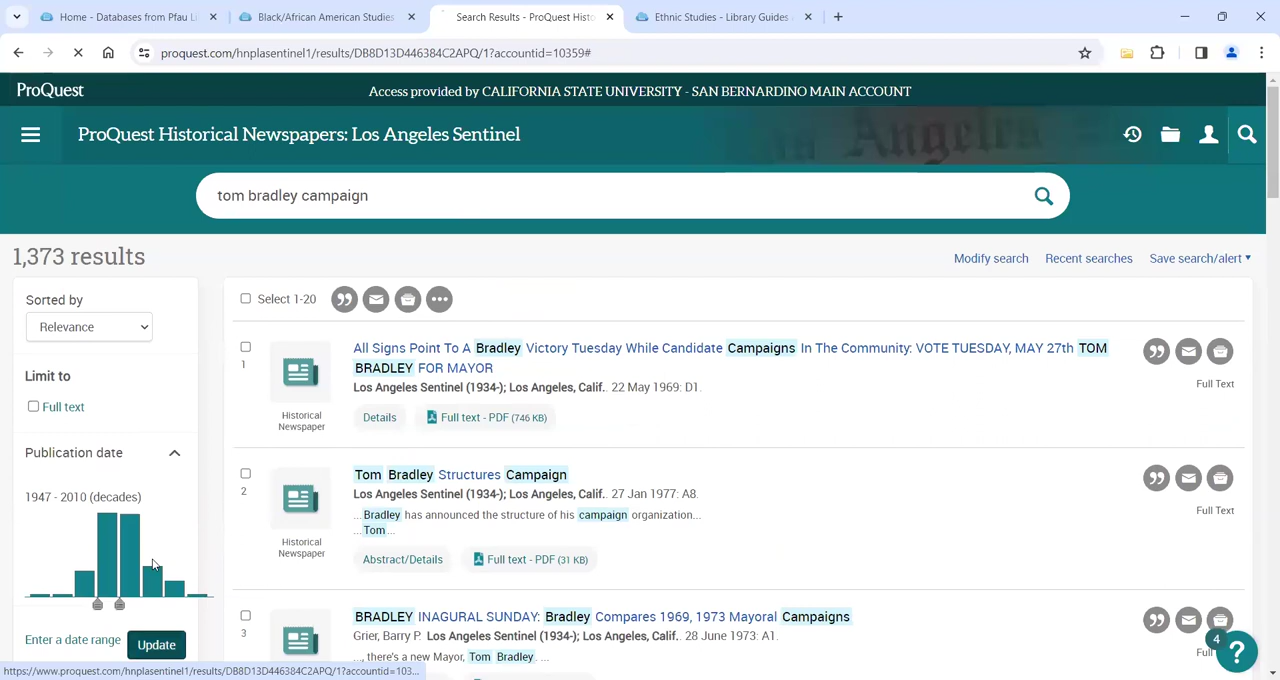 Home - Databases from Pfau Li
Black/African American Studies
Search Results - ProQuest Histo
Ethnic Studies - Library Guides
proquest.com/hnplasentinel1/results/DB8D13D446384C2APQ/1?accountid=10359#
ProQuest
Access provided by CALIFORNIA STATE UNIVERSITY - SAN BERNARDINO MAIN ACCOUNT
ProQuest Historical Newspapers: Los Angeles Sentinel
tom bradley campaign
1,373 results
Modify search
Recent searches
Save search/alert
Sorted by
Relevance
Limit to
Full text
Publication date
1947 - 2010 (decades)
Enter a date range
Update
Select 1-20
1
Historical
Newspaper
All Signs Point To A Bradley Victory Tuesday While Candidate Campaigns In The Community: VOTE TUESDAY, MAY 27th TOM
BRADLEY FOR MAYOR
Los Angeles Sentinel (1934-); Los Angeles, Calif.. 22 May 1969: D1.
Details
Full text - PDF (746 KB)
Full Text
2
Historical
Newspaper
Tom Bradley Structures Campaign
Los Angeles Sentinel (1934-); Los Angeles, Calif.. 27 Jan 1977: A8.
...Bradley has announced the structure of his campaign organization...
...Tom...
Abstract/Details
Full text - PDF (31 KB)
Full Text
3
BRADLEY INAGURAL SUNDAY: Bradley Compares 1969, 1973 Mayoral Campaigns
Grier, Barry P. Los Angeles Sentinel (1934-); Los Angeles, Calif.. 28 June 1973: A1.
..., there's a new Mayor, Tom Bradley ...
Full
4
?
https://www.proquest.com/hnplasentinel1/results/DB8D13D446384C2APQ/1?accountid=103...